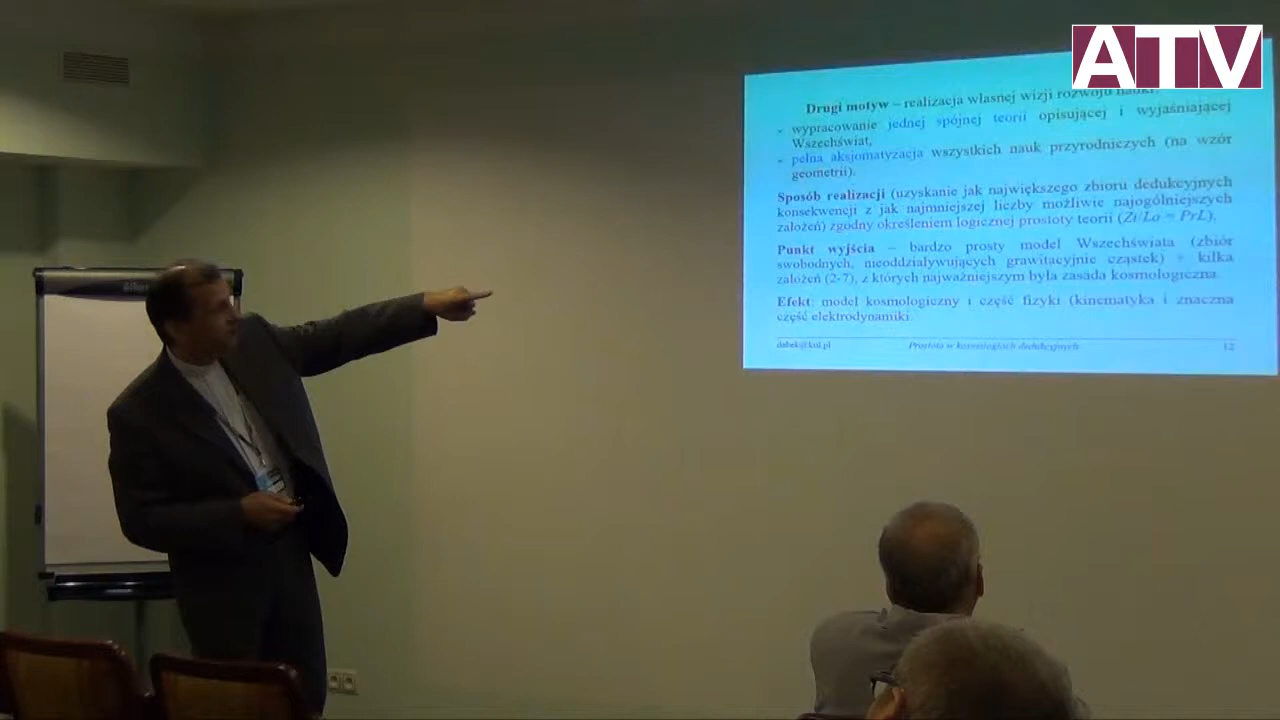 ATV
Drugi motyw – realizacja własnej wizji rozwoju nauki:
- wypracowanie jednej spójnej teorii opisującej i wyjaśniającej
Wszechświat,
- pełna aksjomatyzacja wszystkich nauk przyrodniczych (na wzór
geometrii).
Sposób realizacji (uzyskanie jak największego zbioru dedukcyjnych
konsekwencji z jak najmniejszej liczby możliwie najogólniejszych
założeń) zgodny określeniem logicznej prostoty teorii (Zt/Lo = PrL),
Punkt wyjścia – bardzo prosty model Wszechświata (zbiór
swobodnych, nieoddziaływujących grawitacyjnie cząstek) + kilka
założeń (2-7), z których najważniejszym była zasada kosmologiczna.
Efekt: model kosmologiczny i część fizyki (kinematyka i znaczna
część elektrodynamiki.
dabek@kul.pl Prostota w kosmologiach dedukcyjnych 12